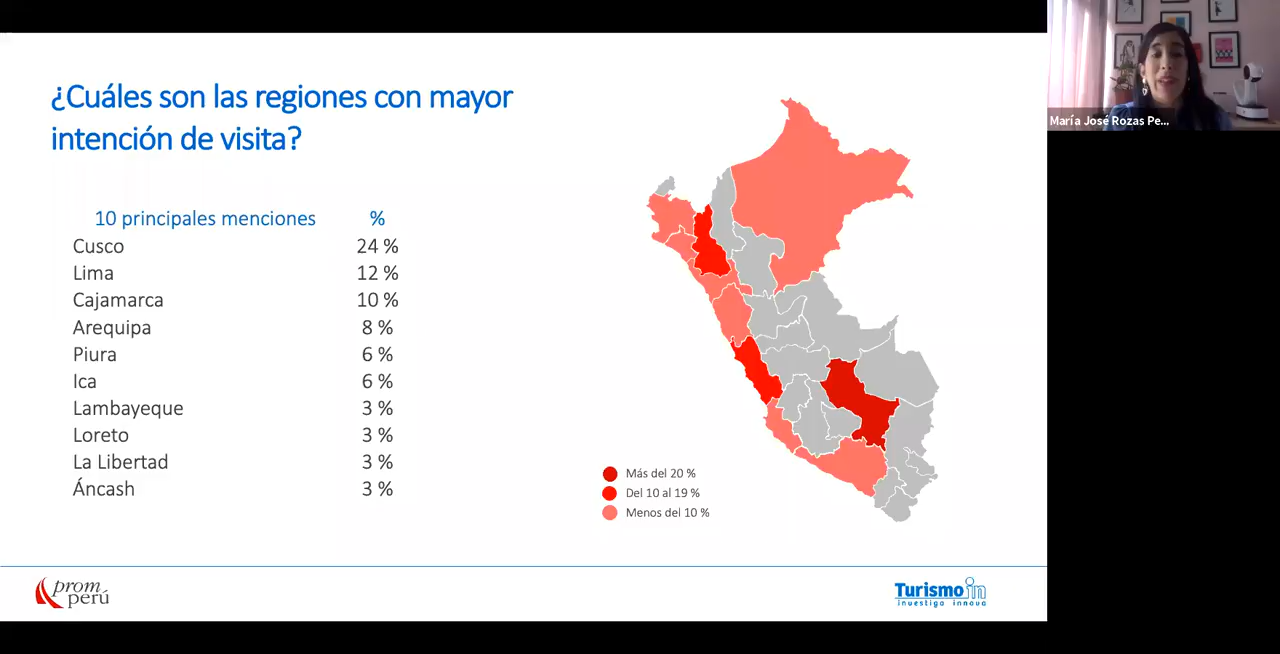 ¿Cuáles son las regiones con mayor
intención de visita?
10 principales menciones %
Cusco 24 %
Lima 12 %
Cajamarca 10 %
Arequipa 8 %
Piura 6 %
Ica 6 %
Lambayeque 3 %
Loreto 3 %
La Libertad 3 %
Áncash 3 %
Más del 20 %
Del 10 al 19 %
Menos del 10 %
prom
perú
Turismo in
investigo innova
María José Rozas Pe...